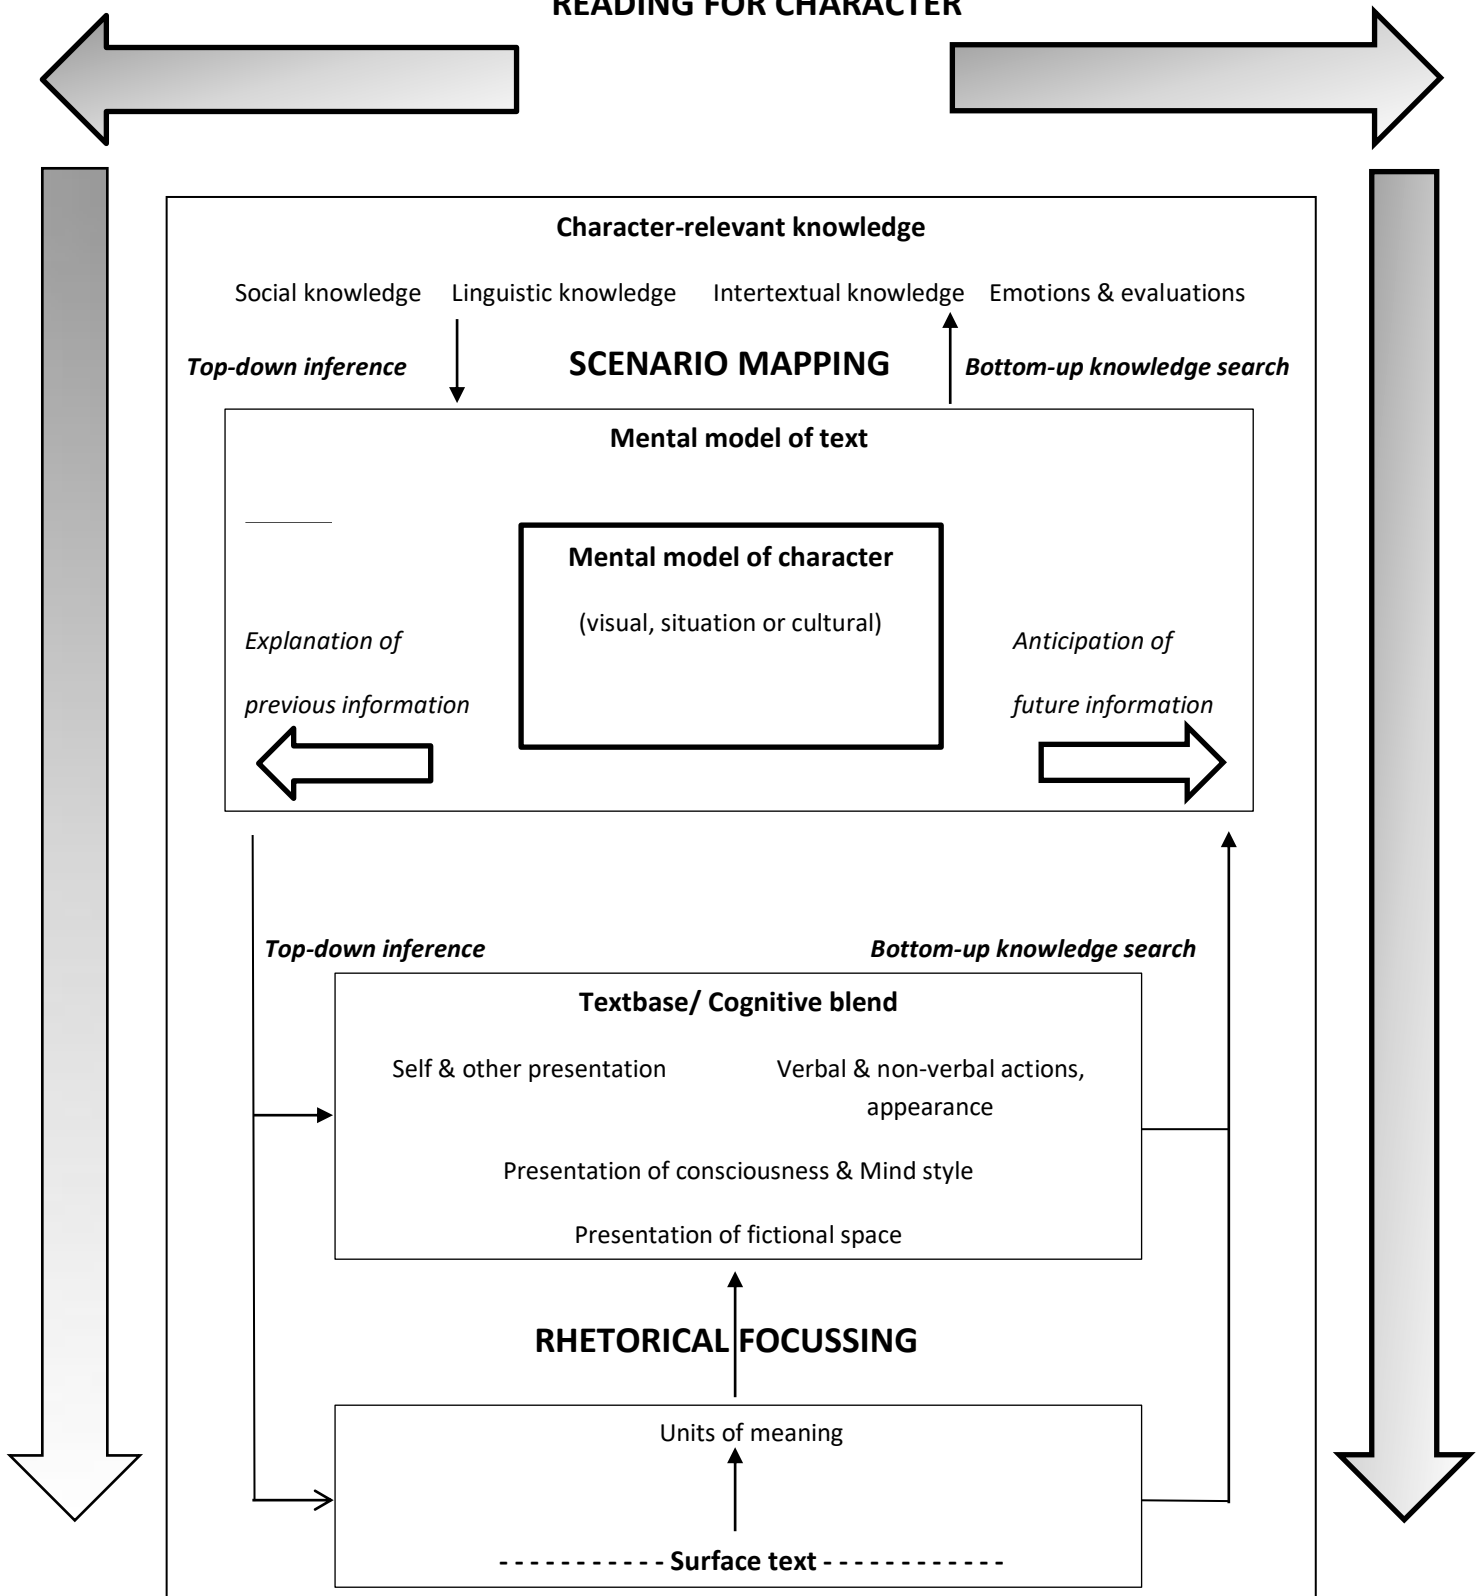 READING FOR CHARACTER
Character-relevant knowledge
Social knowledge Linguistic knowledge Intertextual knowledge Emotions & evaluations
Top-down inference SCENARIO MAPPING Bottom-up knowledge search
Mental model of text
Mental model of character
(visual, situation or cultural)
Explanation of
previous information
Anticipation of
future information
Top-down inference Bottom-up knowledge search
Textbase/ Cognitive blend
Self & other presentation Verbal & non-verbal actions,
appearance
Presentation of consciousness & Mind style
Presentation of fictional space
RHETORICAL FOCUSSING
Units of meaning
- - - - - - - - - - - Surface text - - - - - - - - - - - -